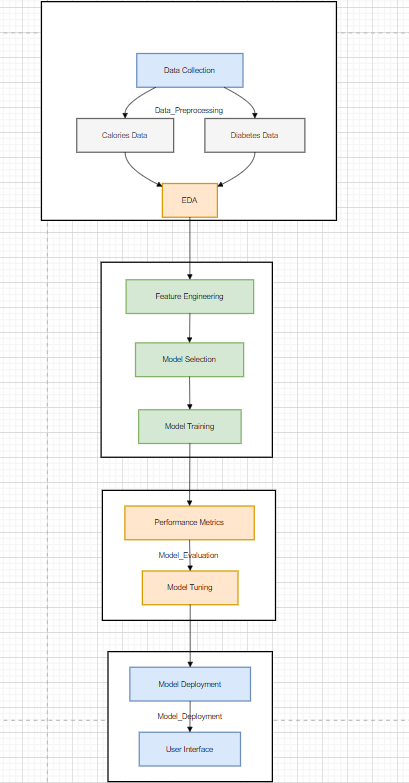 Data Collection
Data_Preprocessing
Calories Data
Diabetes Data
EDA
Feature Engineering
Model Selection
Model Training
Performance Metrics
Model_Evaluation
Model Tuning
Model Deployment
Model_Deployment
User Interface